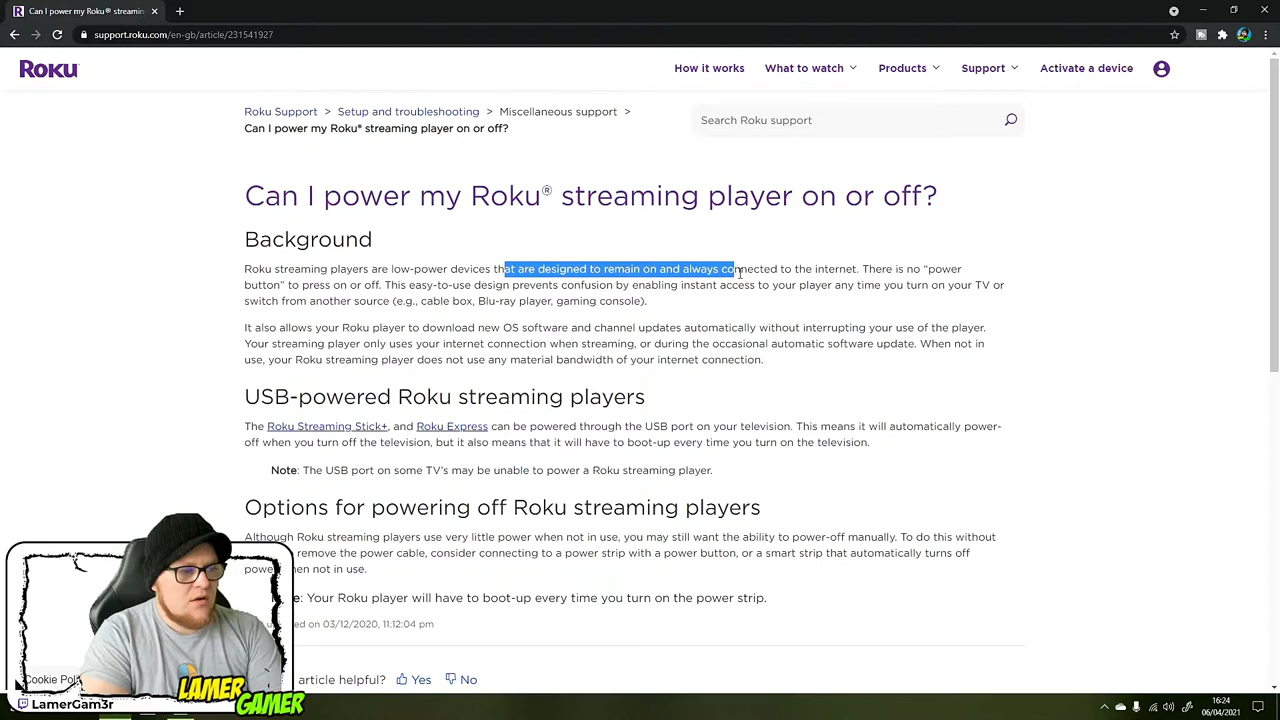 Can I power my Roku® streamin
support.roku.com/en-gb/article/231541927
Roku
How it works
What to watch
Products
Support
Activate a device
Roku Support > Setup and troubleshooting > Miscellaneous support >
Can I power my Roku® streaming player on or off?
Search Roku support
Can I power my Roku® streaming player on or off?
Background
Roku streaming players are low-power devices that are designed to remain on and always connected to the internet. There is no “power
button” to press on or off. This easy-to-use design prevents confusion by enabling instant access to your player any time you turn on your TV or
switch from another source (e.g., cable box, Blu-ray player, gaming console).
It also allows your Roku player to download new OS software and channel updates automatically without interrupting your use of the player.
Your streaming player only uses your internet connection when streaming, or during the occasional automatic software update. When not in
use, your Roku streaming player does not use any material bandwidth of your internet connection.
USB-powered Roku streaming players
The Roku Streaming Stick+, and Roku Express can be powered through the USB port on your television. This means it will automatically power-
off when you turn off the television, but it also means that it will have to boot-up every time you turn on the television.
Note: The USB port on some TV's may be unable to power a Roku streaming player.
Options for powering off Roku streaming players
Although Roku streaming players use very little power when not in use, you may still want the ability to power-off manually. To do this without
remove the power cable, consider connecting to a power strip with a power button, or a smart strip that automatically turns off
when not in use.
: Your Roku player will have to boot-up every time you turn on the power strip.
on 03/12/2020, 11:12:04 pm
article helpful?
Yes
No
Cookie Pol
LAMER
GAMER
LamerGam3r
16:24
06/04/2021